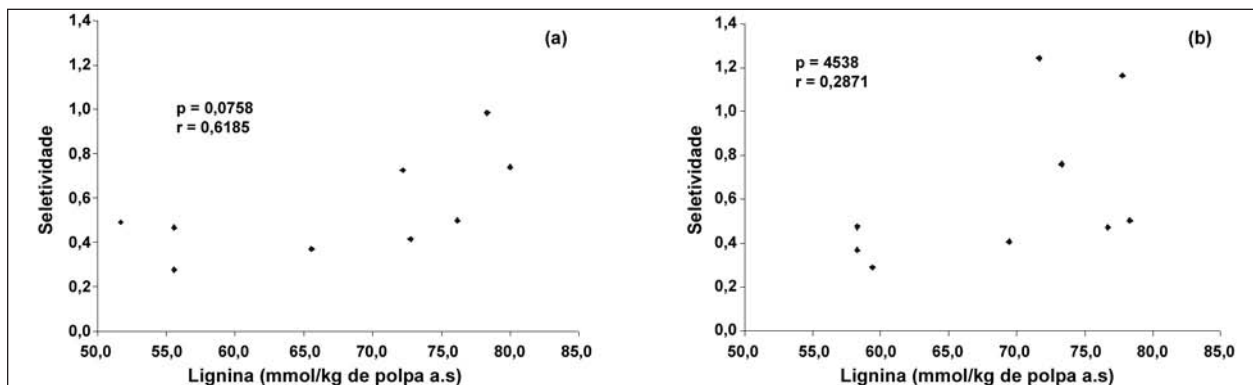 (a)
p = 0,0758
r = 0,6185
Seletividade
1,4
1,2
1,0
0,8
0,6
0,4
0,2
0,0
50,0 55,0 60,0 65,0 70,0 75,0 80,0 85,0
Lignina (mmol/kg de polpa a.s)
(b)
p = 4538
r = 0,2871
Seletividade
1,4
1,2
1,0
0,8
0,6
0,4
0,2
0,0
50,0 55,0 60,0 65,0 70,0 75,0 80,0 85,0
Lignina (mmol/kg de polpa a.s)